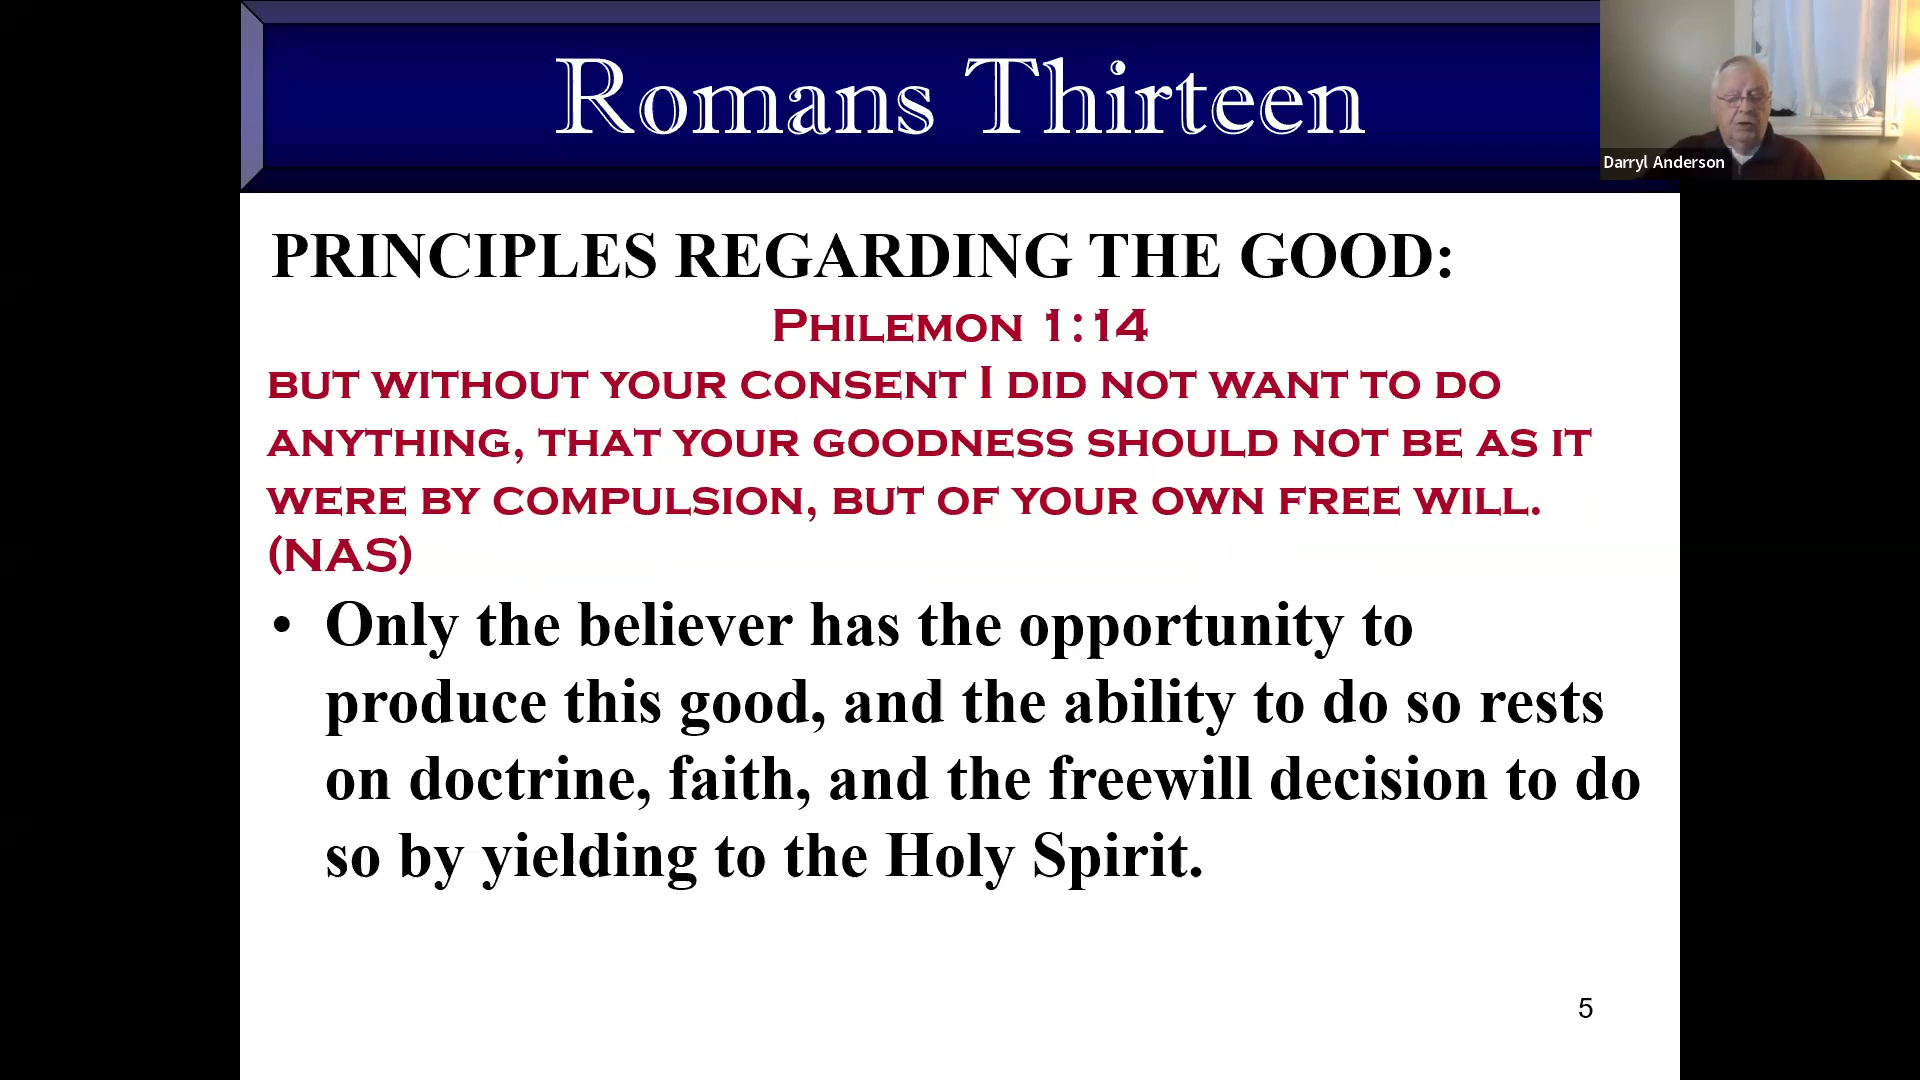 Romans Thirteen
Darryl Anderson
PRINCIPLES REGARDING THE GOOD:
Philemon 1:14
but without your consent I did not want to do
anything, that your goodness should not be as it
were by compulsion, but of your own free will.
(NAS)
• Only the believer has the opportunity to
produce this good, and the ability to do so rests
on doctrine, faith, and the freewill decision to do
so by yielding to the Holy Spirit.
5